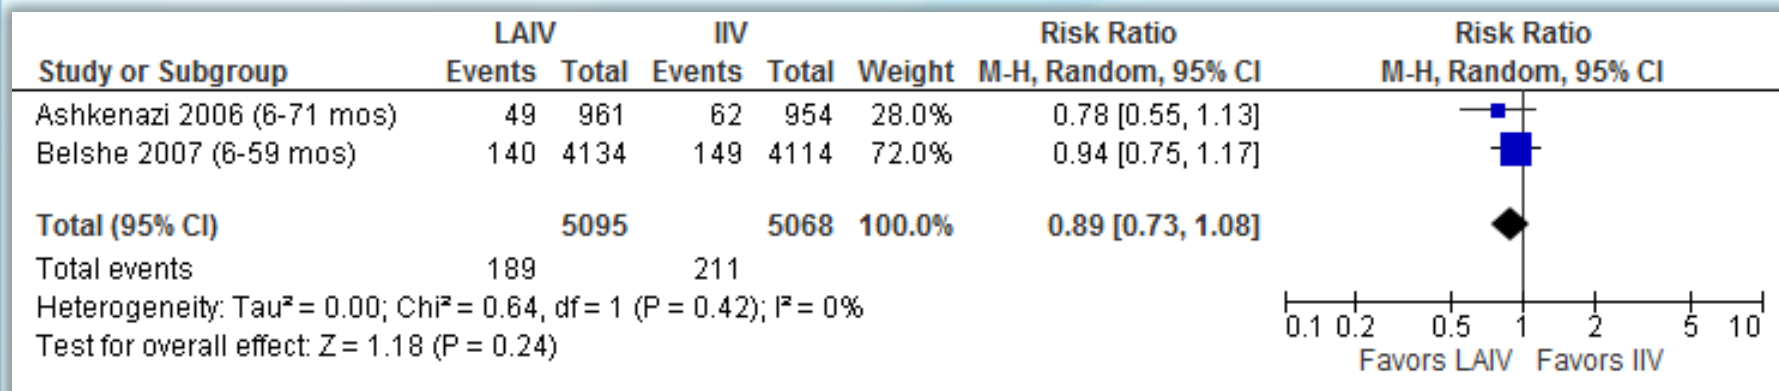 LAIV IIV Risk Ratio Risk Ratio
Study or Subgroup Events Total Events Total Weight M-H, Random, 95% CI M-H, Random, 95% CI
Ashkenazi 2006 (6-71 mos) 49 961 62 954 28.0% 0.78 [0.55, 1.13]
Belshe 2007 (6-59 mos) 140 4134 149 4114 72.0% 0.94 [0.75, 1.17]
Total (95% CI) 5095 5068 100.0% 0.89 [0.73, 1.08]
Total events 189 211
Heterogeneity: Tau² = 0.00; Chi² = 0.64, df = 1 (P = 0.42); I² = 0%
Test for overall effect: Z = 1.18 (P = 0.24)
0.1 0.2 0.5 1 2 5 10
Favors LAIV Favors IIV